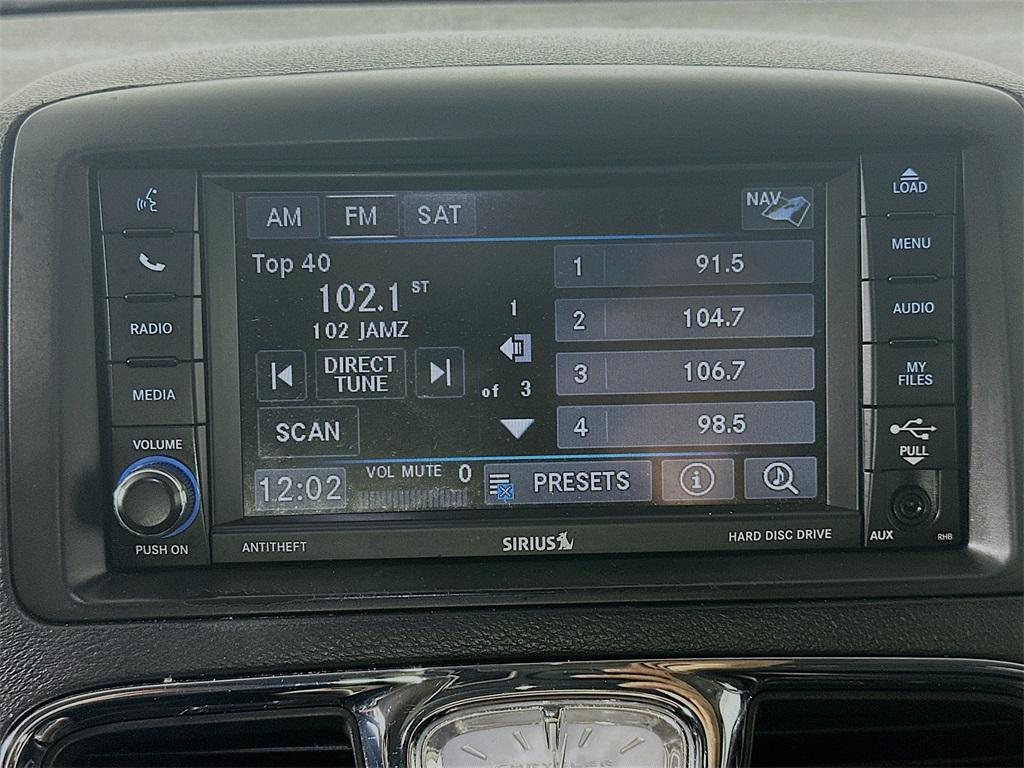 AM FM SAT NAV
Top 40
102.1 ST
102 JAMZ
DIRECT
TUNE
SCAN
1
of 3
1 91.5
2 104.7
3 106.7
4 98.5
12:02 VOL MUTE 0 PRESETS
RADIO
MEDIA
VOLUME
PUSH ON
ANTITHEFT
SIRIUS
HARD DISC DRIVE
LOAD
MENU
AUDIO
MY
FILES
PULL
AUX
RHB
CHRYSLER